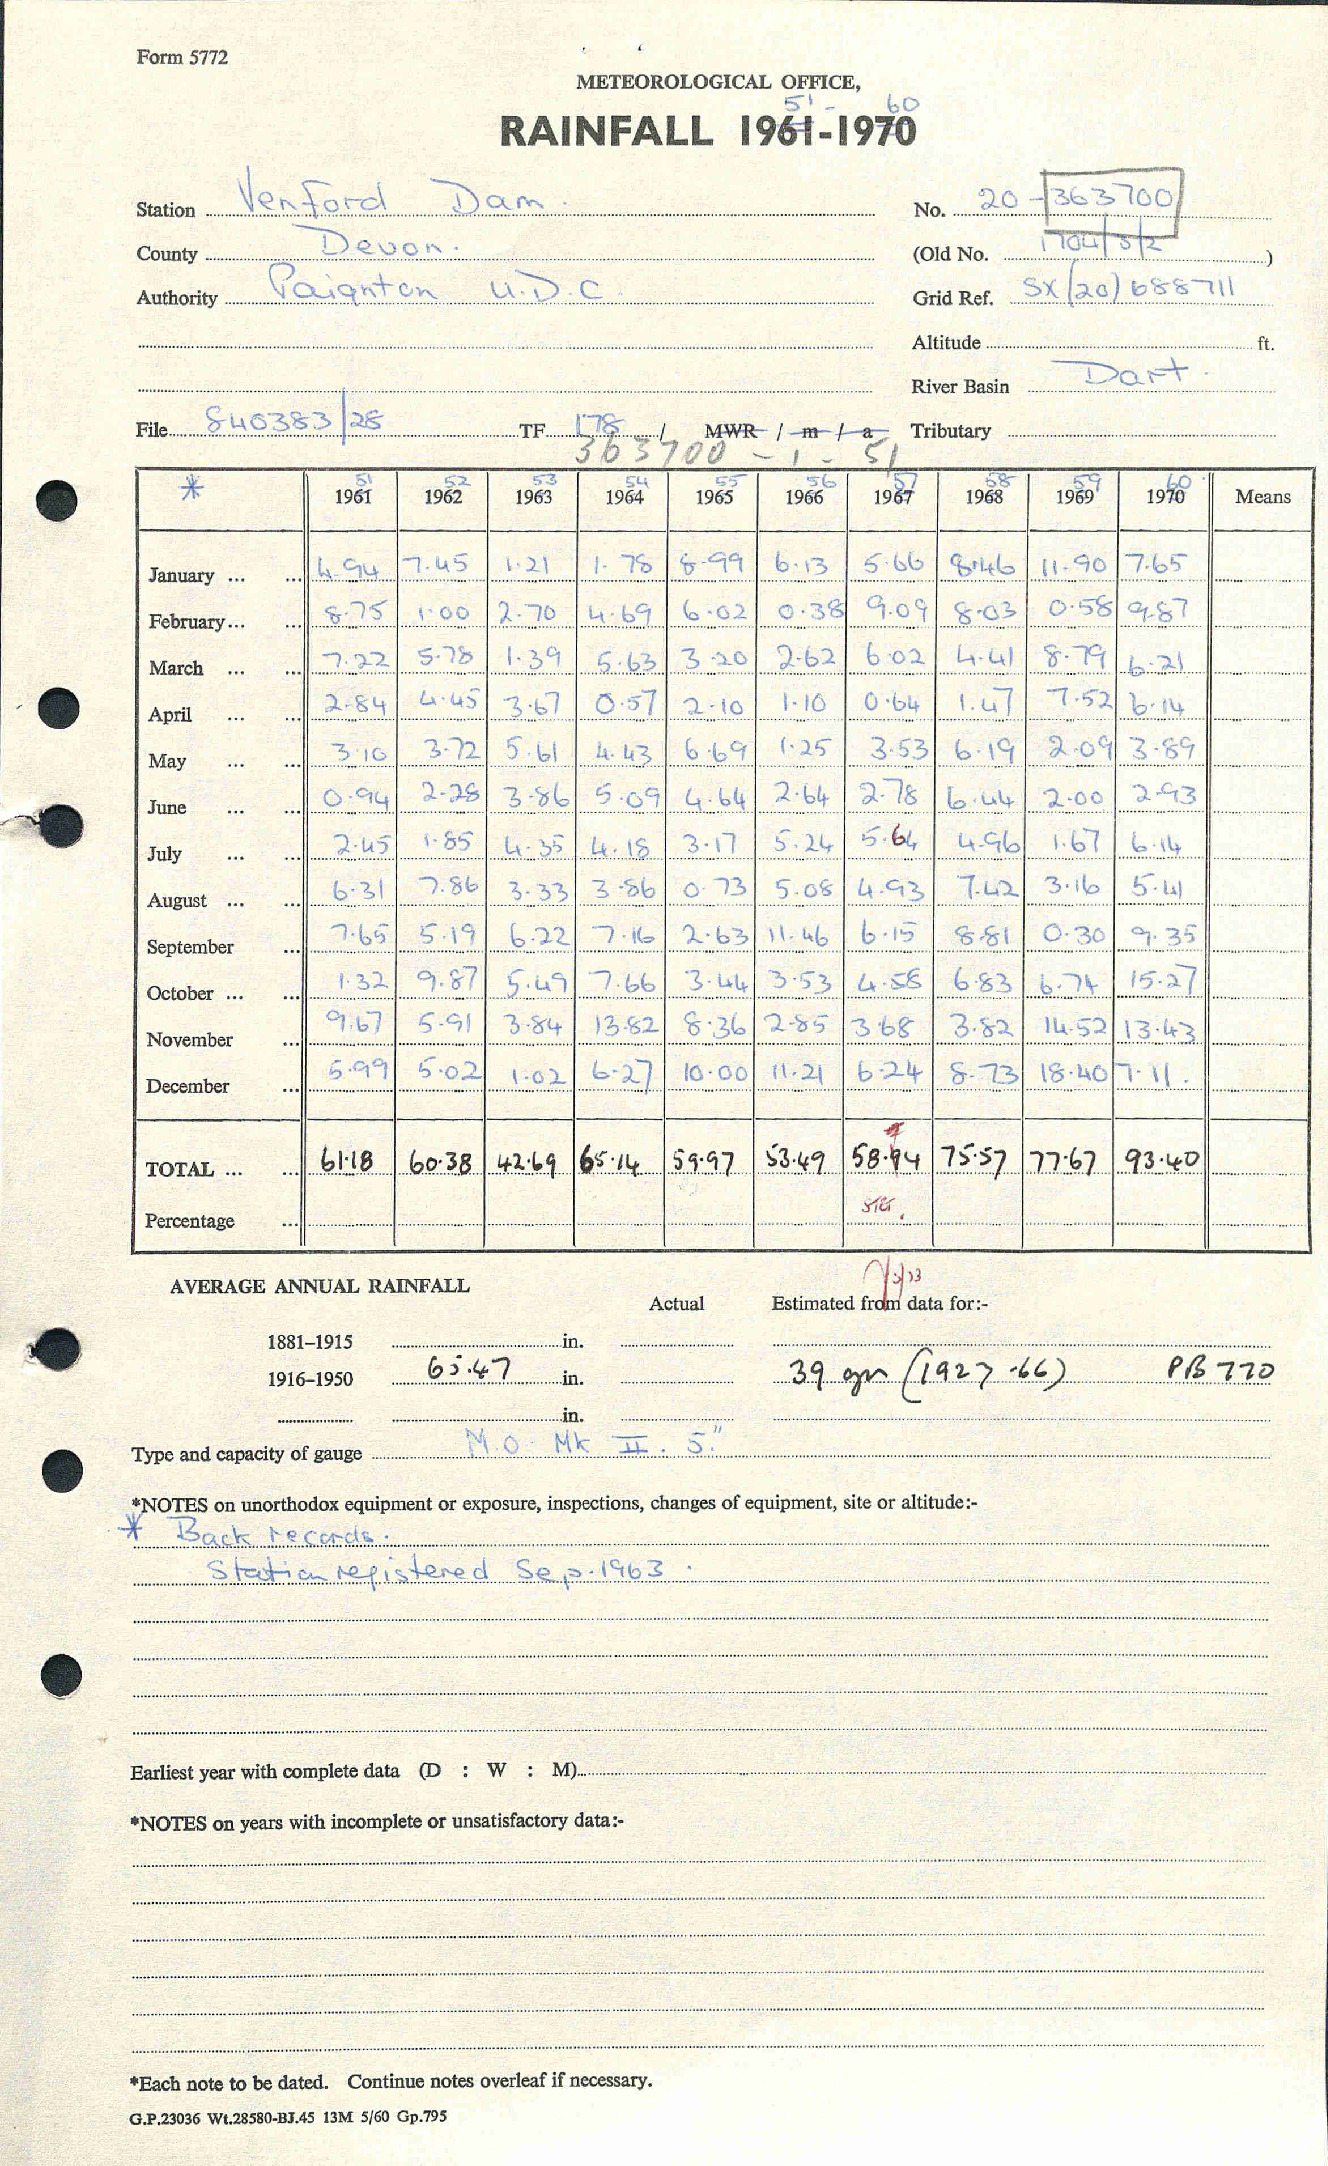 Form 5772
METEOROLOGICAL OFFICE,
51 - 60
RAINFALL 1961-1970
Station Venford Dam. No. 20-363700
County Devon. (Old No. 1704/5/2)
Authority Paignton U.D.C. Grid Ref. SX(20)688711
Altitude ft.
River Basin Dart.
File 840383/28 TF 178 / MWR / m / a Tributary
363700 - 1 - 51
* 51 52 53 54 55 56 57 58 59 60
1961 1962 1963 1964 1965 1966 1967 1968 1969 1970 Means
January ... ... 4.94 7.45 1.21 1.78 8.99 6.13 5.66 8.46 11.90 7.65
February... ... 8.75 1.00 2.70 4.69 6.02 0.38 9.09 8.03 0.58 9.87
March ... ... 7.22 5.78 1.39 5.63 3.20 2.62 6.02 4.41 8.79 6.21
April ... ... 2.84 4.45 3.67 0.57 2.10 1.10 0.64 1.47 7.52 6.14
May ... ... 3.10 3.72 5.61 4.43 6.69 1.25 3.53 6.19 2.09 3.89
June ... ... 0.94 2.28 3.86 5.09 4.64 2.64 2.78 6.44 2.00 2.93
July ... ... 2.45 1.85 4.35 4.18 3.17 5.24 5.64 4.96 1.67 6.14
August ... ... 6.31 7.86 3.33 3.86 0.73 5.08 4.93 7.42 3.16 5.41
September ... 7.65 5.19 6.22 7.16 2.63 11.46 6.15 8.81 0.30 9.35
October ... ... 1.32 9.87 5.49 7.66 3.44 3.53 4.58 6.83 6.74 15.27
November ... 9.67 5.91 3.84 13.82 8.36 2.85 3.68 3.82 14.52 13.43
December ... 5.99 5.02 1.02 6.27 10.00 11.21 6.24 8.73 18.40 7.11.
TOTAL ... ... 61.18 60.38 42.69 65.14 59.97 53.49 58.94 75.57 77.67 93.40
Percentage ...
AVERAGE ANNUAL RAINFALL
Actual Estimated from data for:-
1881–1915 in.
1916–1950 65.47 in. 39 gn (1927-66) PB 770
in.
Type and capacity of gauge M.O. Mk II. 5."
*NOTES on unorthodox equipment or exposure, inspections, changes of equipment, site or altitude:-
* Back records.
Station registered Sep. 1963.
Earliest year with complete data (D : W : M)
*NOTES on years with incomplete or unsatisfactory data:-
*Each note to be dated. Continue notes overleaf if necessary.
G.P.23036 Wt.28580-BJ.45 13M 5/60 Gp.795